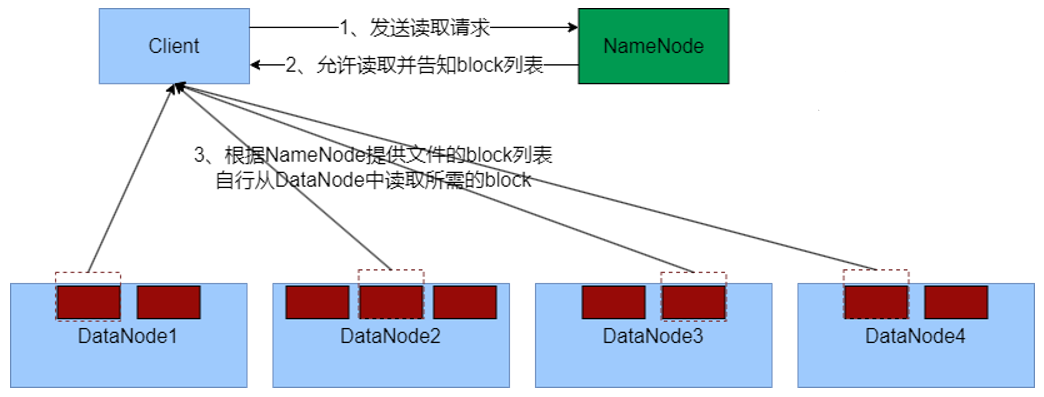 Client
1、发送读取请求
NameNode
2、允许读取并告知block列表
3、根据NameNode提供文件的block列表
自行从DataNode中读取所需的block
DataNode1
DataNode2
DataNode3
DataNode4